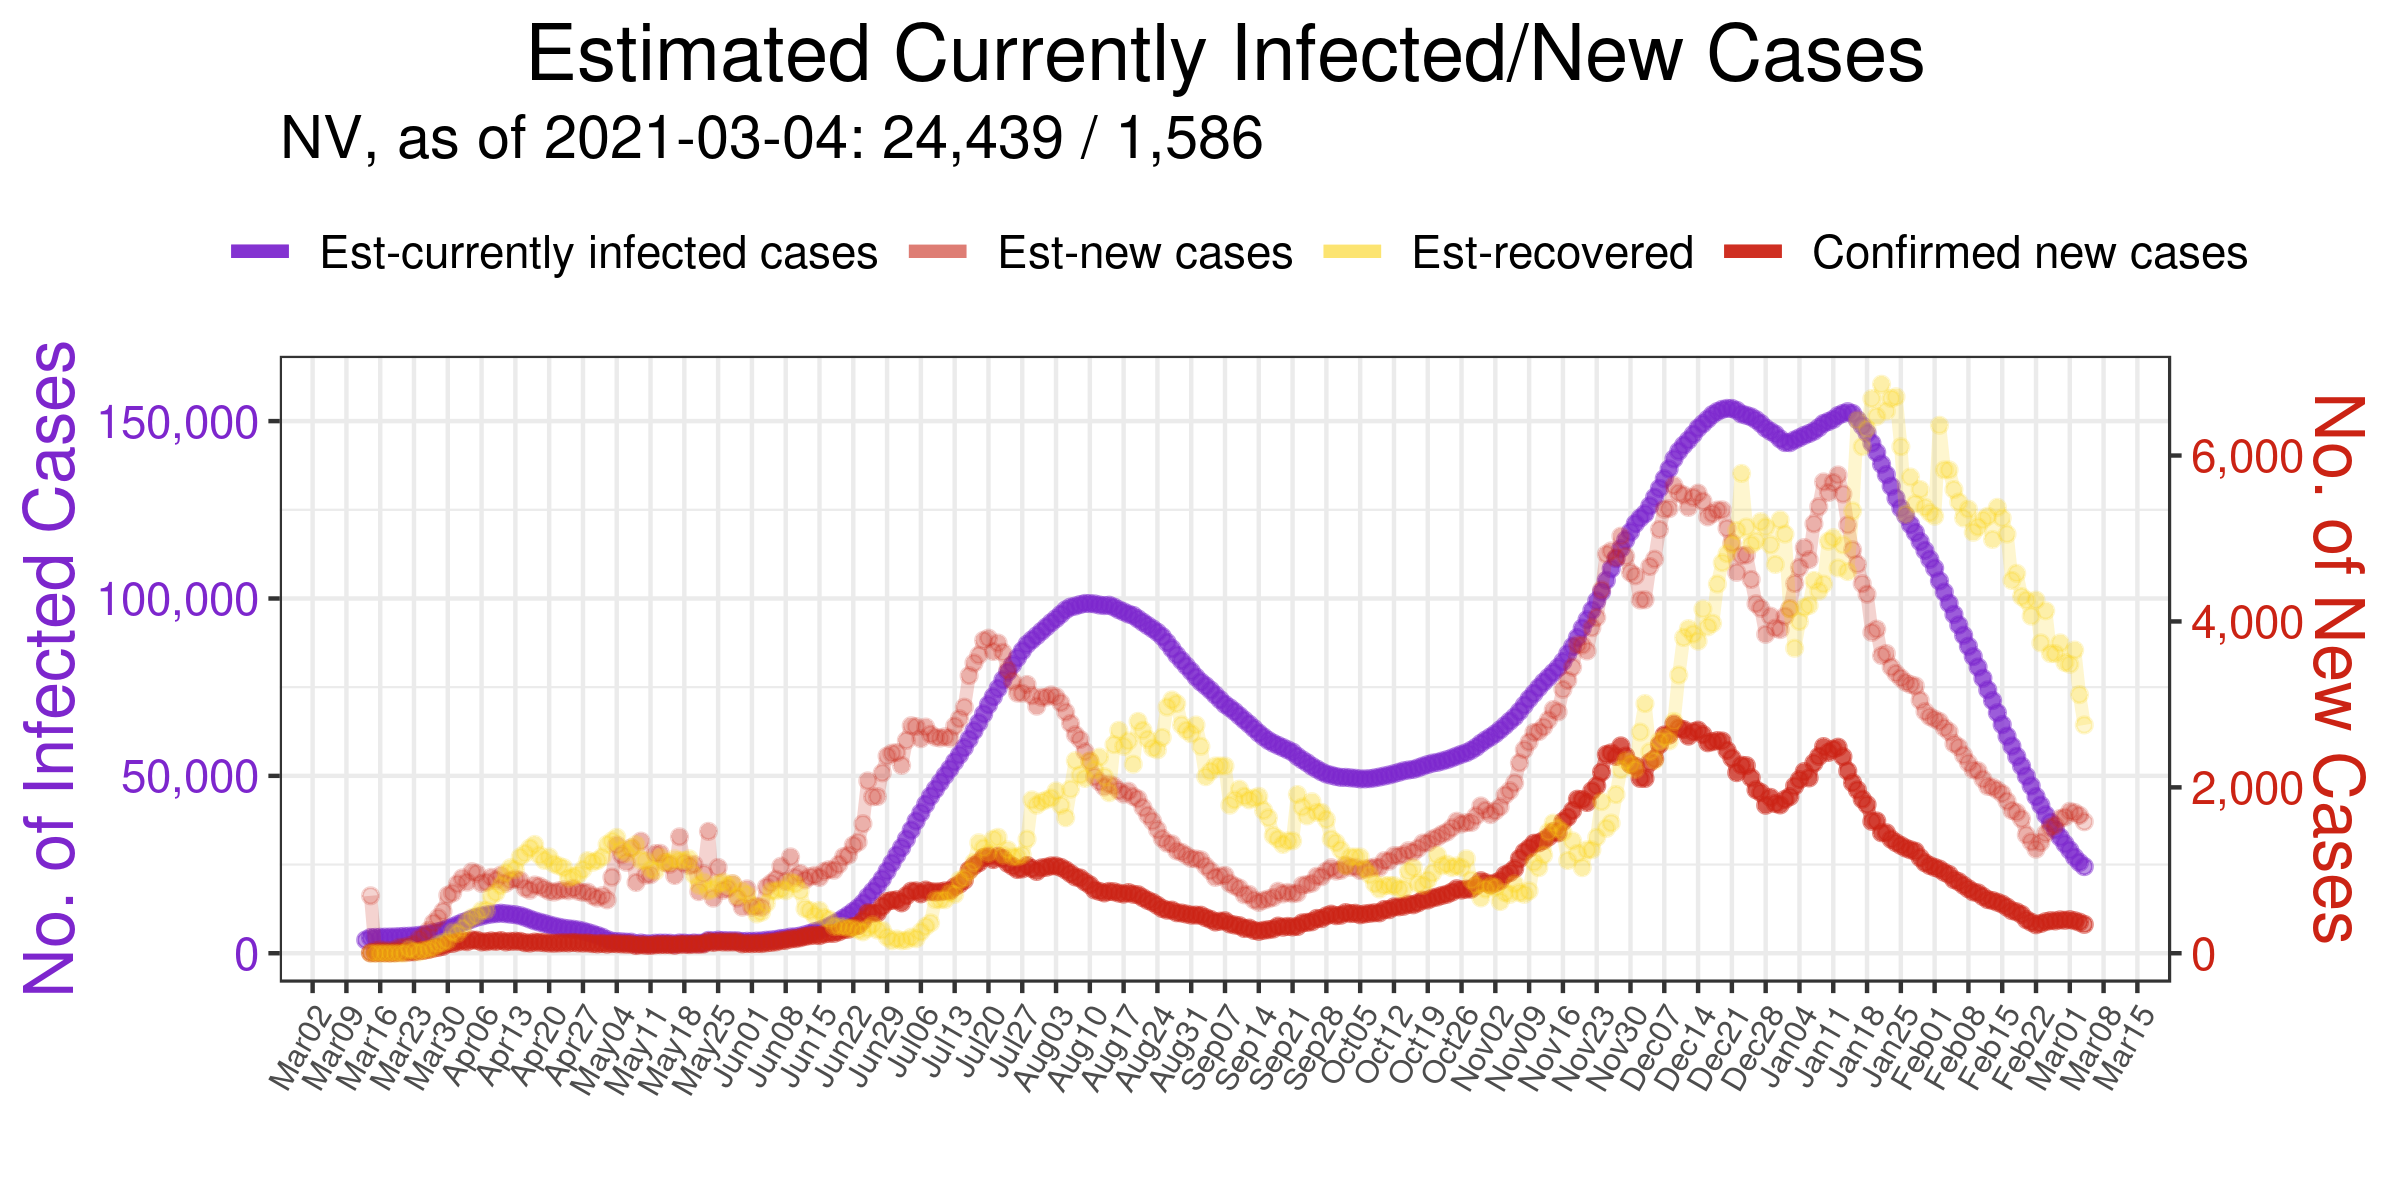 Estimated Currently Infected/New Cases
NV, as of 2021-03-04: 24,439 / 1,586
Est-currently infected cases
Est-new cases
Est-recovered
Confirmed new cases
No. of Infected Cases
150,000
100,000
50,000
0
6,000
4,000
2,000
0
No. of New Cases
Mar02
Mar09
Mar16
Mar23
Mar30
Apr06
Apr13
Apr20
Apr27
May04
May11
May18
May25
Jun01
Jun08
Jun15
Jun22
Jun29
Jul06
Jul13
Jul20
Jul27
Aug03
Aug10
Aug17
Aug24
Aug31
Sep07
Sep14
Sep21
Sep28
Oct05
Oct12
Oct19
Oct26
Nov02
Nov09
Nov16
Nov23
Nov30
Dec07
Dec14
Dec21
Dec28
Jan04
Jan11
Jan18
Jan25
Feb01
Feb08
Feb15
Feb22
Mar01
Mar08
Mar15